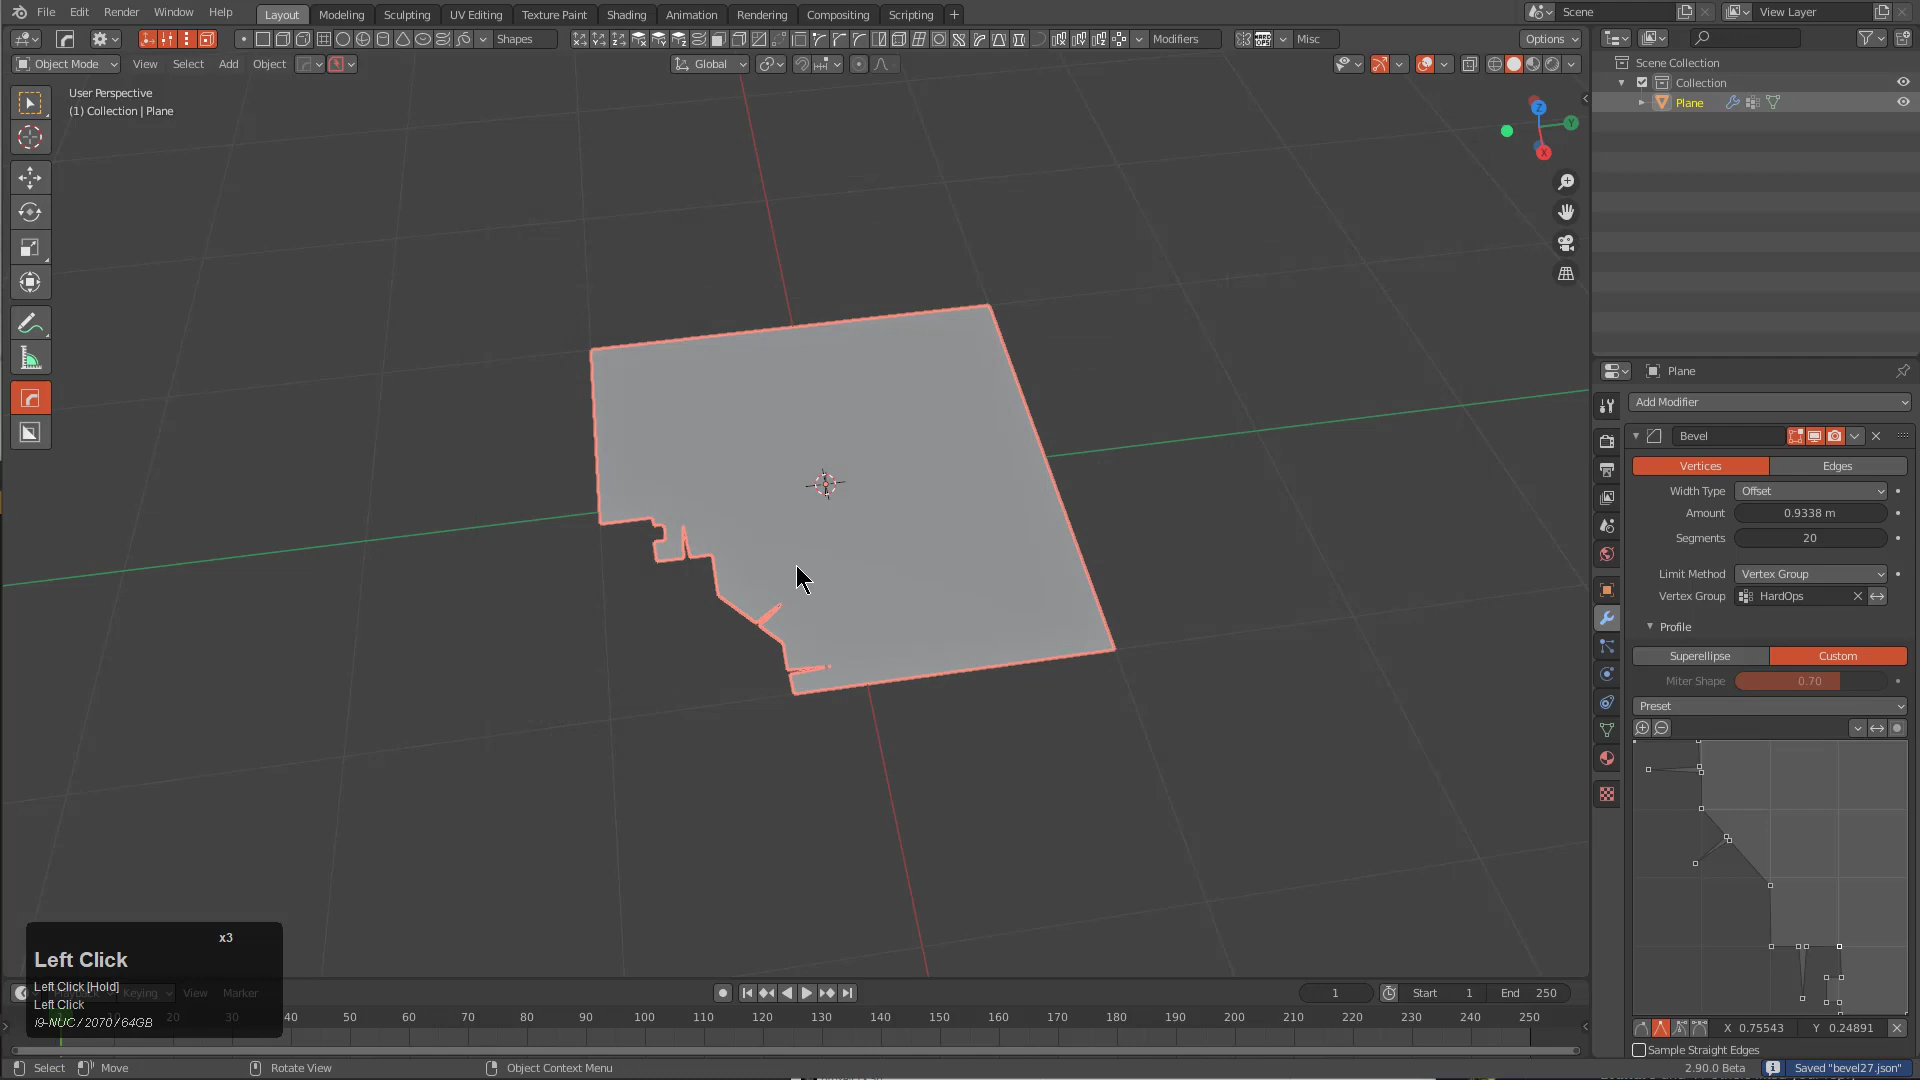 File Edit Render Window Help Layout Modeling Sculpting UV Editing Texture Paint Shading Animation Rendering Compositing Scripting + Scene View Layer
Shapes Modifiers Misc Options
Object Mode View Select Add Object Global
User Perspective
(1) Collection | Plane
Scene Collection
Collection
Plane
Z
Y
X
Plane
Add Modifier
Bevel
Vertices Edges
Width Type Offset
Amount 0.9338 m
Segments 20
Limit Method Vertex Group
Vertex Group HardOps
Profile
Superellipse Custom
Miter Shape 0.70
Preset
X 0.75543 Y 0.24891
Sample Straight Edges
x3
Left Click
Left Click [Hold]
Left Click
i9-NUC / 2070 / 64GB
Playback Keying View Marker 1 Start 1 End 250
20 30 40 50 60 70 80 90 100 110 120 130 140 150 160 170 180 190 200 210 220 230 240 250
Select Move Rotate View Object Context Menu 2.90.0 Beta Saved "bevel27.json"